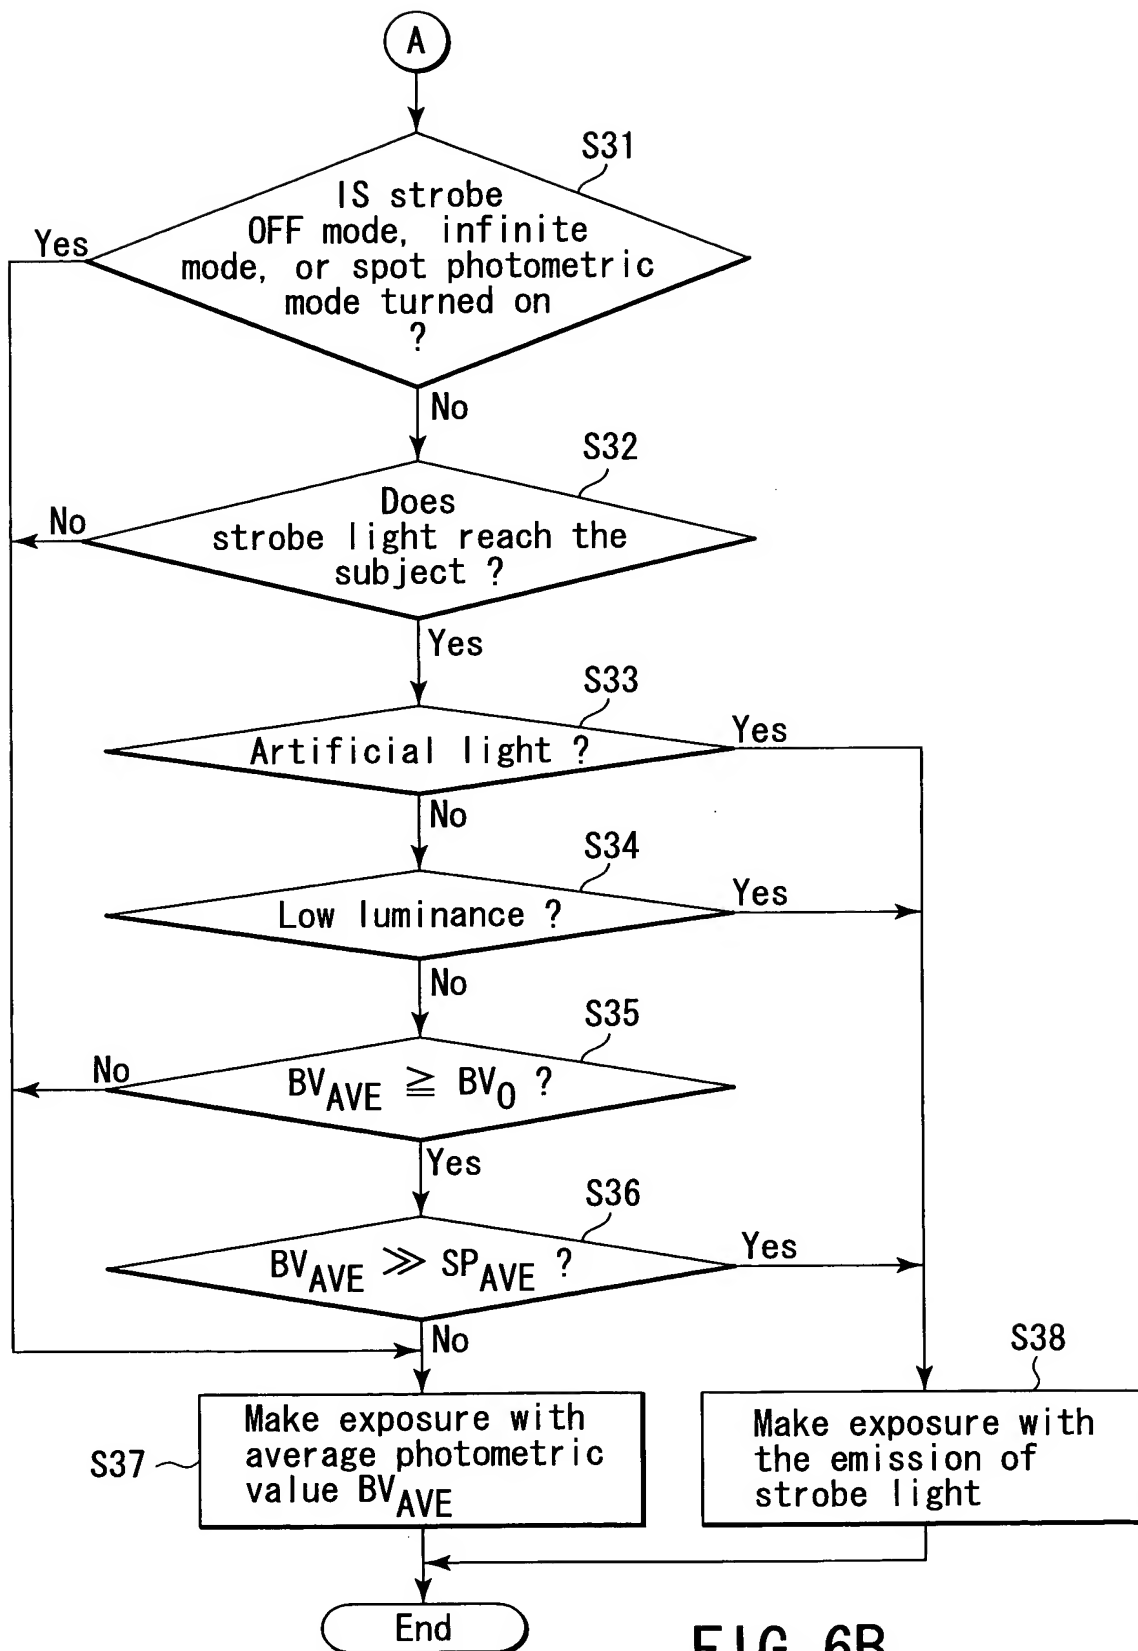 A
S31
IS strobe
OFF mode, infinite
mode, or spot photometric
mode turned on
?
Yes
No
S32
Does
strobe light reach the
subject ?
No
Yes
S33
Artificial light ?
Yes
No
S34
Low luminance ?
Yes
No
S35
BV_AVE ≧ BV_0 ?
No
Yes
S36
BV_AVE ≫ SP_AVE ?
Yes
No
S37
Make exposure with
average photometric
value BV_AVE
S38
Make exposure with
the emission of
strobe light
End
FIG. 6B